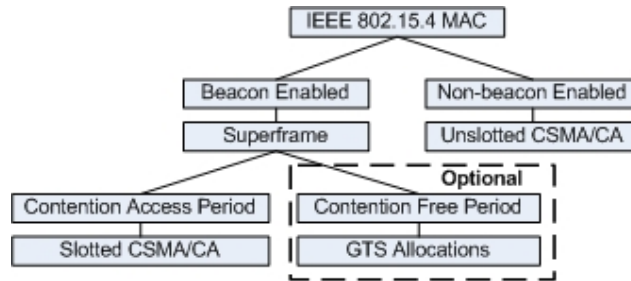 IEEE 802.15.4 MAC
Beacon Enabled
Non-beacon Enabled
Superframe
Unslotted CSMA/CA
Optional
Contention Access Period
Contention Free Period
Slotted CSMA/CA
GTS Allocations